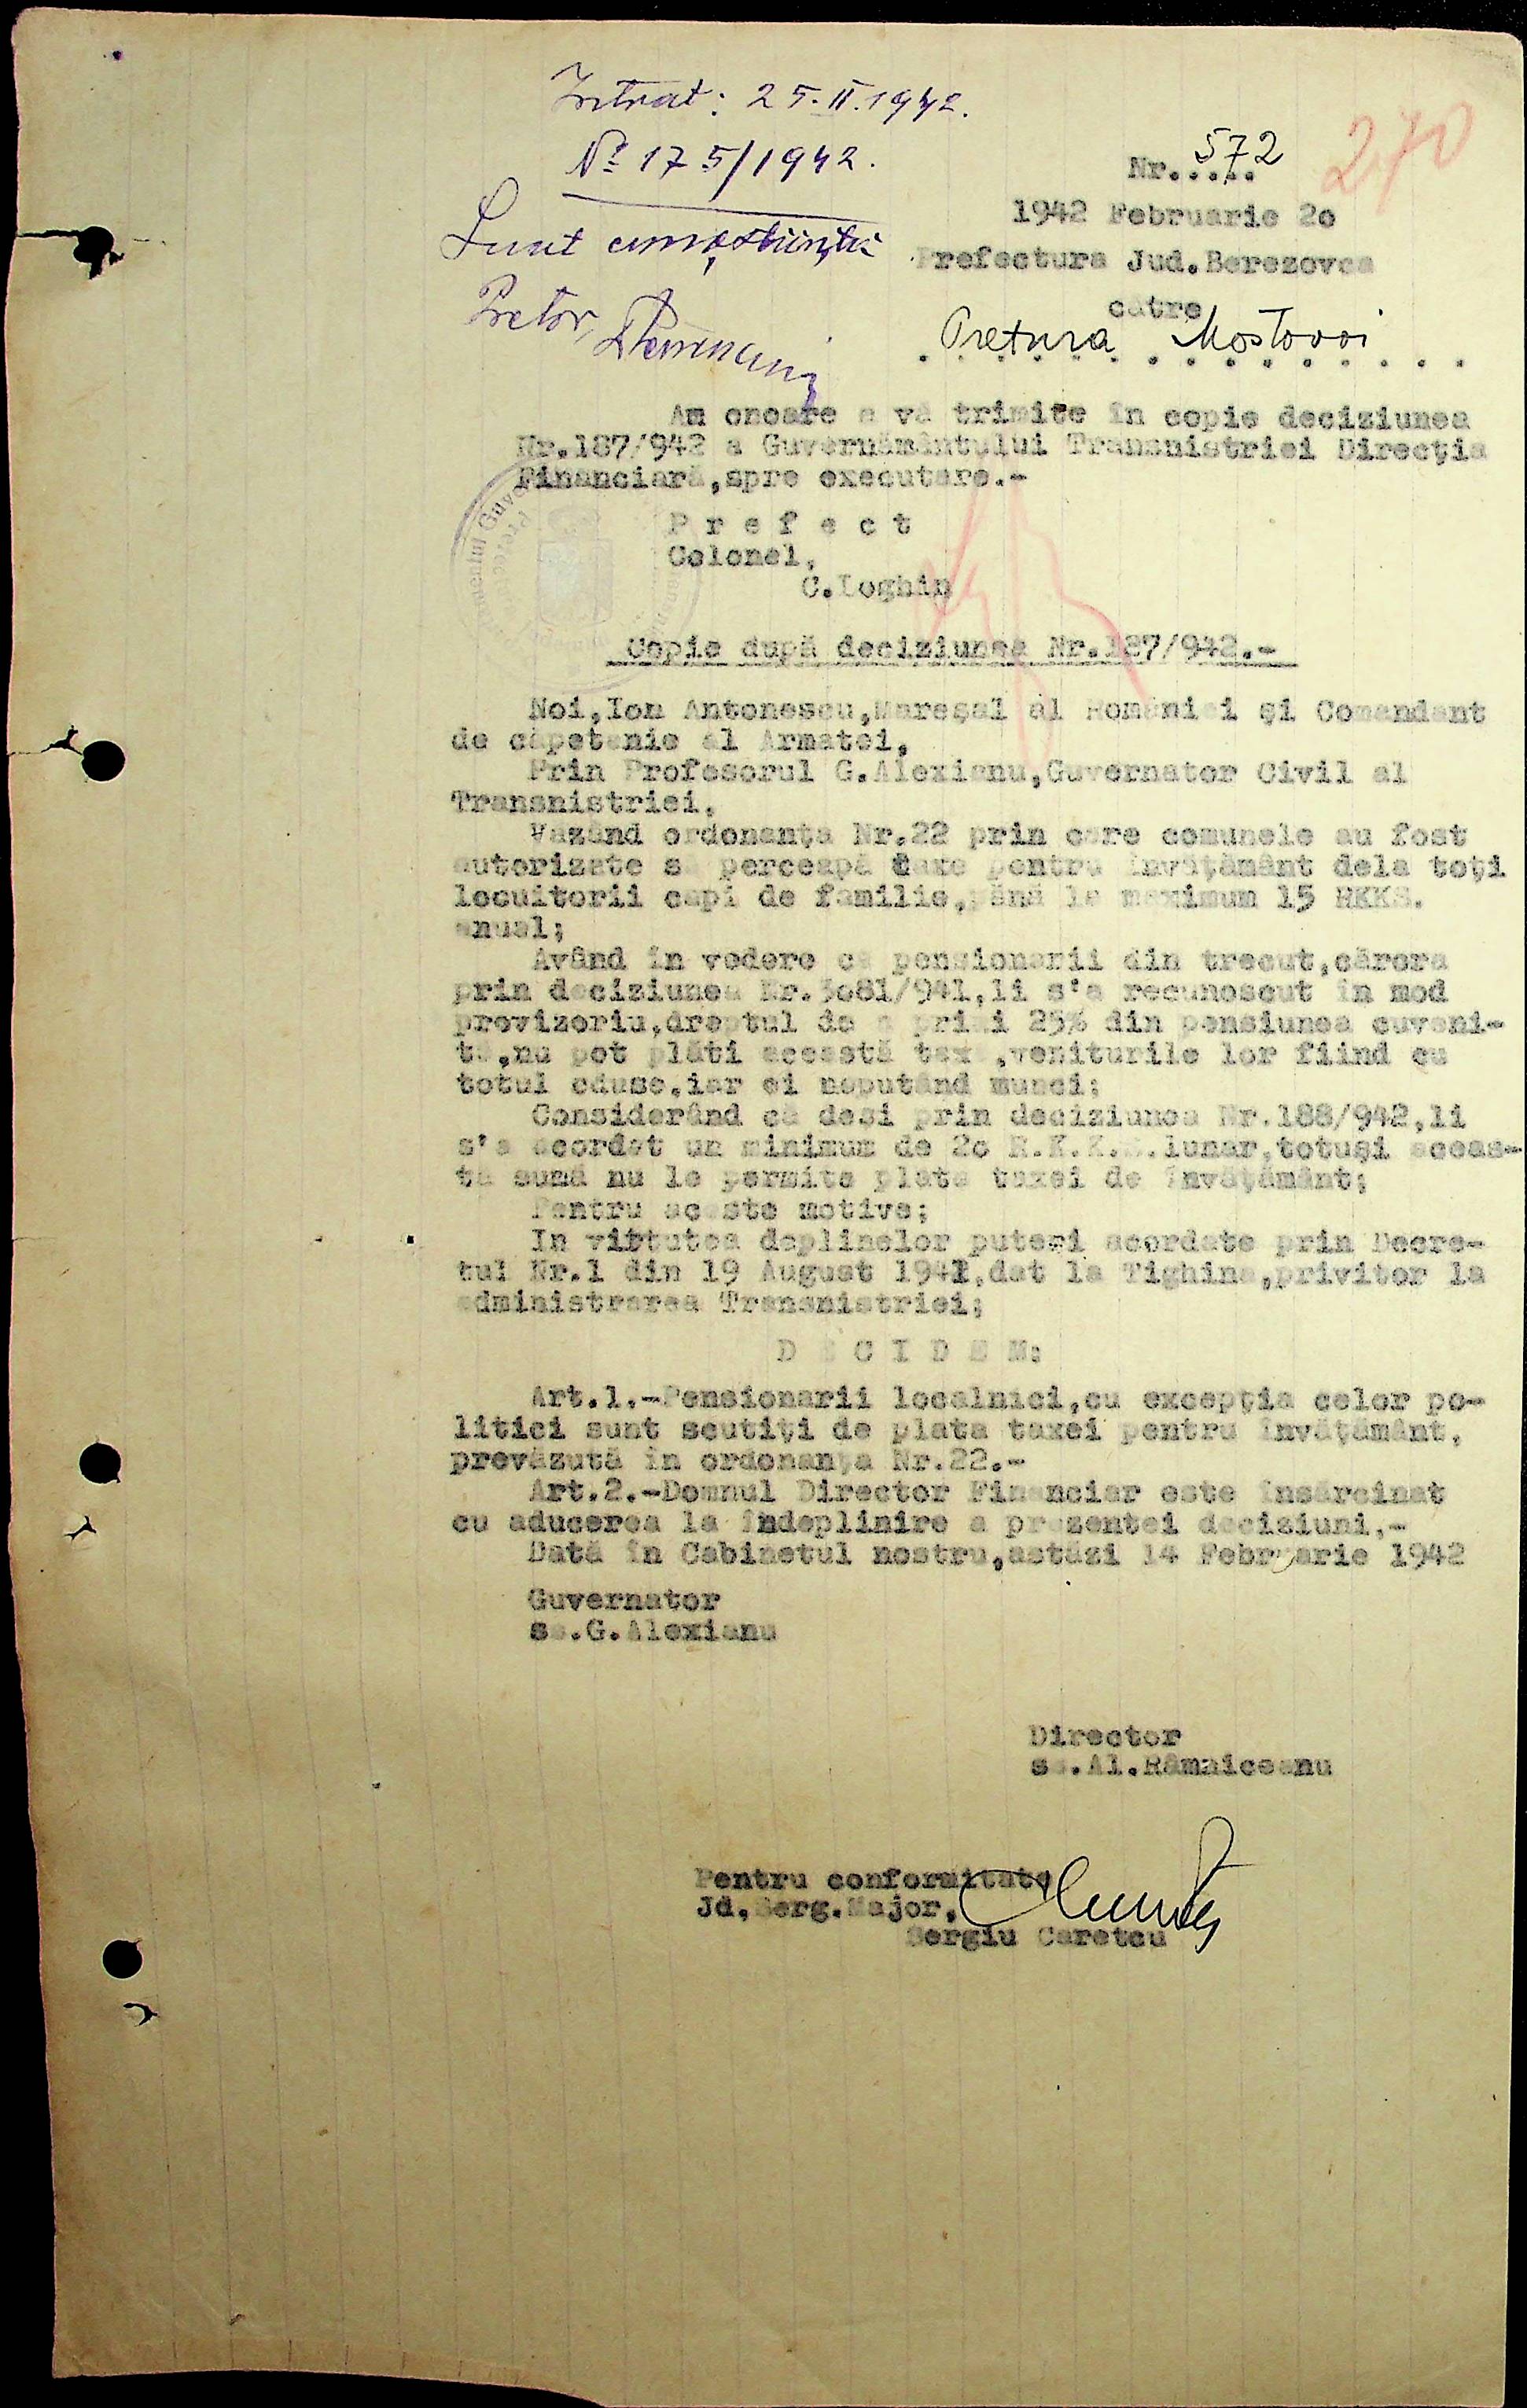 Intrat: 25.II.1942.
№ 175/1942.
Sunt
Pretor,
270
Nr..... 572
1942 Februarie 2o
Prefectura Jud.Berezovca
către
Pretura Mostovoi
Am onoare a vă trimite în copie deciziunea
Nr.187/942 a Guvernământului Transnistriei Direcția
Financiară,spre executare.-
P r e f e c t
Colonel,
C.Loghin
Copie după deciziunea Nr.187/942.-
Noi,Ion Antonescu,Mareșal al României și Comandant
de căpetenie al Armatei,
Prin Profesorul G.Alexianu,Guvernator Civil al
Transnistriei,
Vazând ordonanța Nr.22 prin care comunele au fost
autorizate să perceapă taxe pentru învățământ dela toți
locuitorii capi de familie,până la maximum 15 RKKS.
anual;
Având în vedere că pensionarii din trecut,cărora
prin deciziunea Nr.3o81/941,li s'a recunoscut în mod
provizoriu,dreptul de a primi 25% din pensiunea cuveni-
tă,nu pot plăti această taxă,veniturile lor fiind cu
totul eduse,iar ei neputând munci;
Considerând că desi prin deciziunea Nr.188/942,li
s'a acordat un minimum de 2o R.K.K.S.lunar,totuși aceas-
ta sumă nu le permite plata taxei de învățământ;
Pentru aceste motive;
In virtutea deplinelor puteri acordate prin Decre-
tul Nr.1 din 19 August 1941,dat la Tighina,privitor la
administrarea Transnistriei;
D E C I D E M:
Art.1.-Pensionarii localnici,cu excepția celor po-
litici sunt scutiți de plata taxei pentru învățământ,
prevăzută în ordonanța Nr.22.-
Art.2.-Domnul Director Financiar este însărcinat
cu aducerea la îndeplinire a prezentei deciziuni.-
Dată în Cabinetul nostru,astăzi 14 Februarie 1942
Guvernator
ss.G.Alexianu
Director
ss.Al.Râmniceanu
Pentru conformitate
Jd,Serg.Major,
Sergiu Caretcu